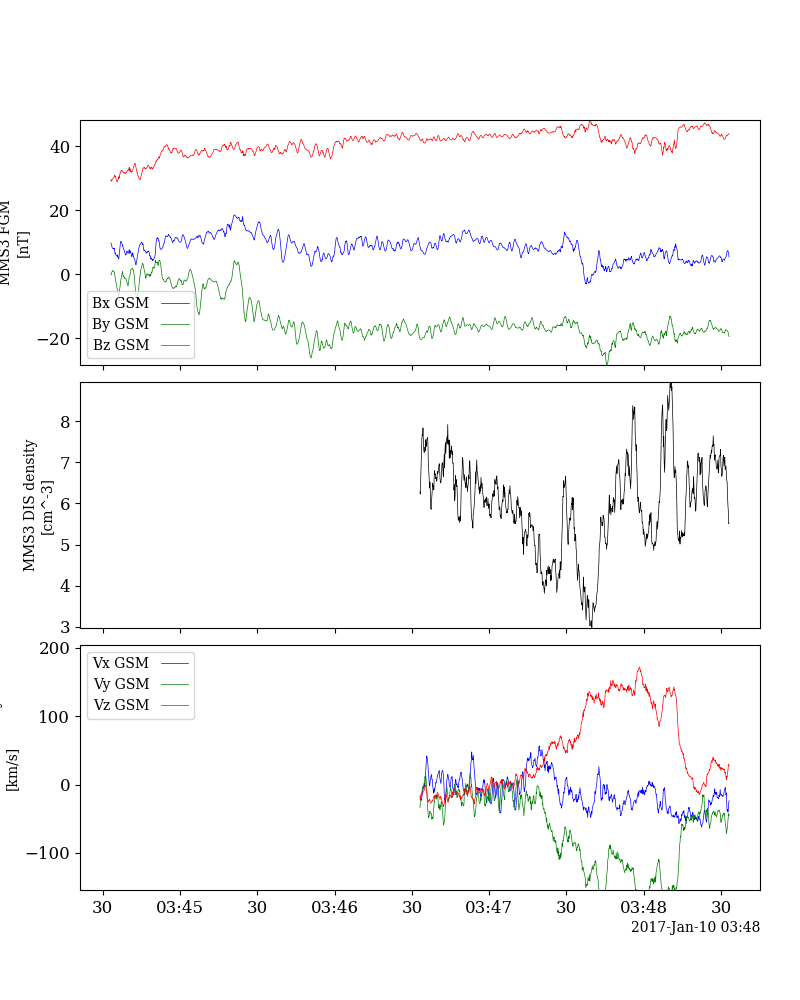 40
20
0
−20
MMS3 FGM
[nT]
Bx GSM
By GSM
Bz GSM
8
7
6
5
4
3
MMS3 DIS density
[cm^-3]
200
100
0
−100
[km/s]
Vx GSM
Vy GSM
Vz GSM
30 03:45 30 03:46 30 03:47 30 03:48 30
2017-Jan-10 03:48